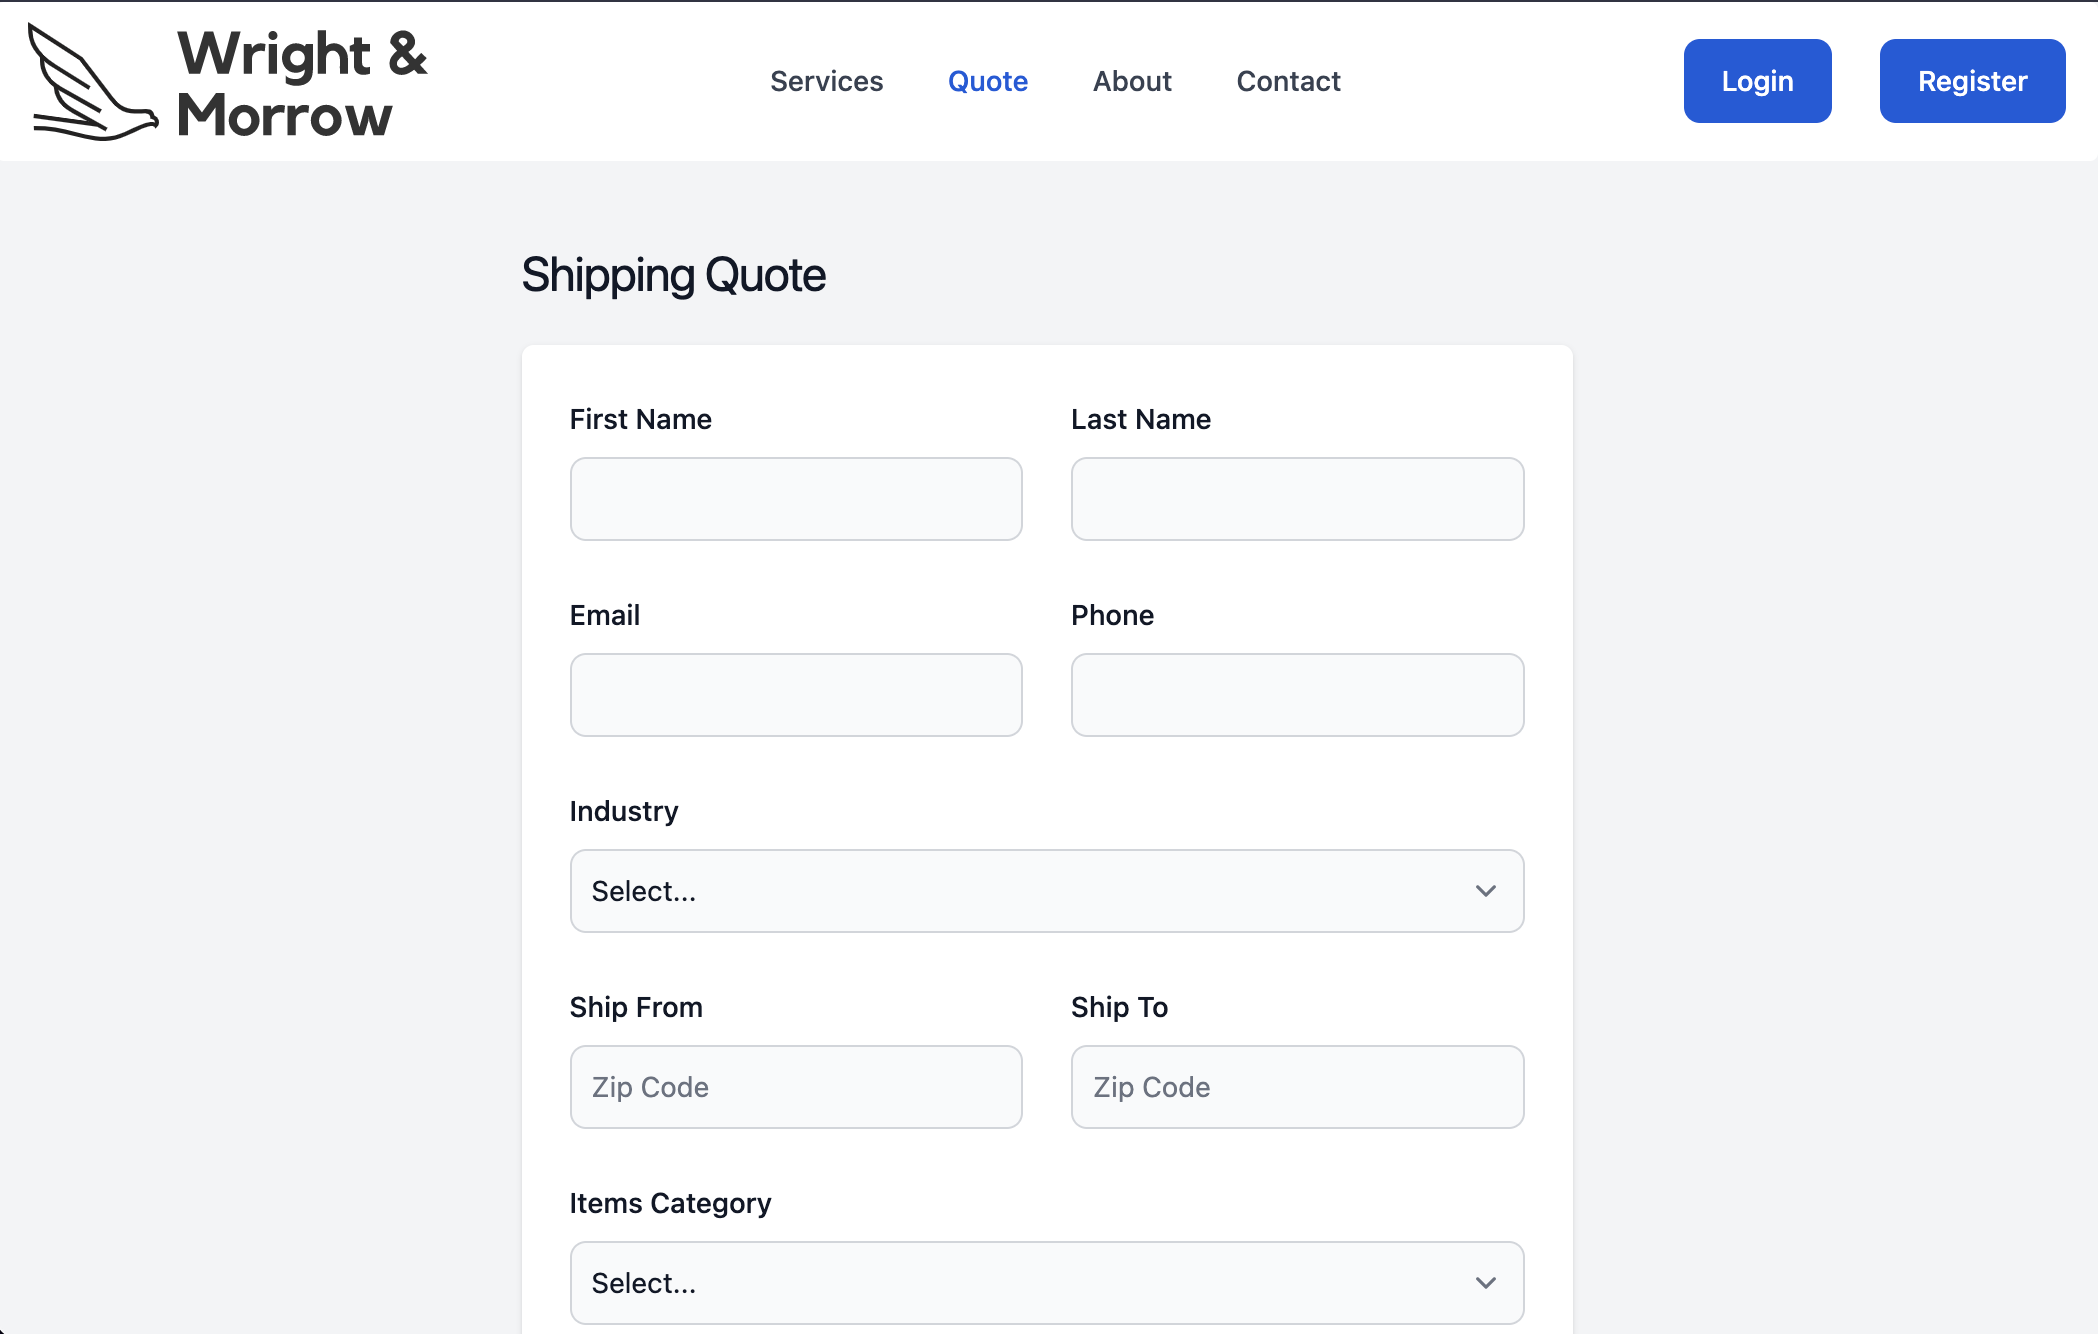 Wright &
Morrow
Services Quote About Contact
Login Register
Shipping Quote
First Name Last Name
Email Phone
Industry
Select...
Ship From Ship To
Zip Code Zip Code
Items Category
Select...